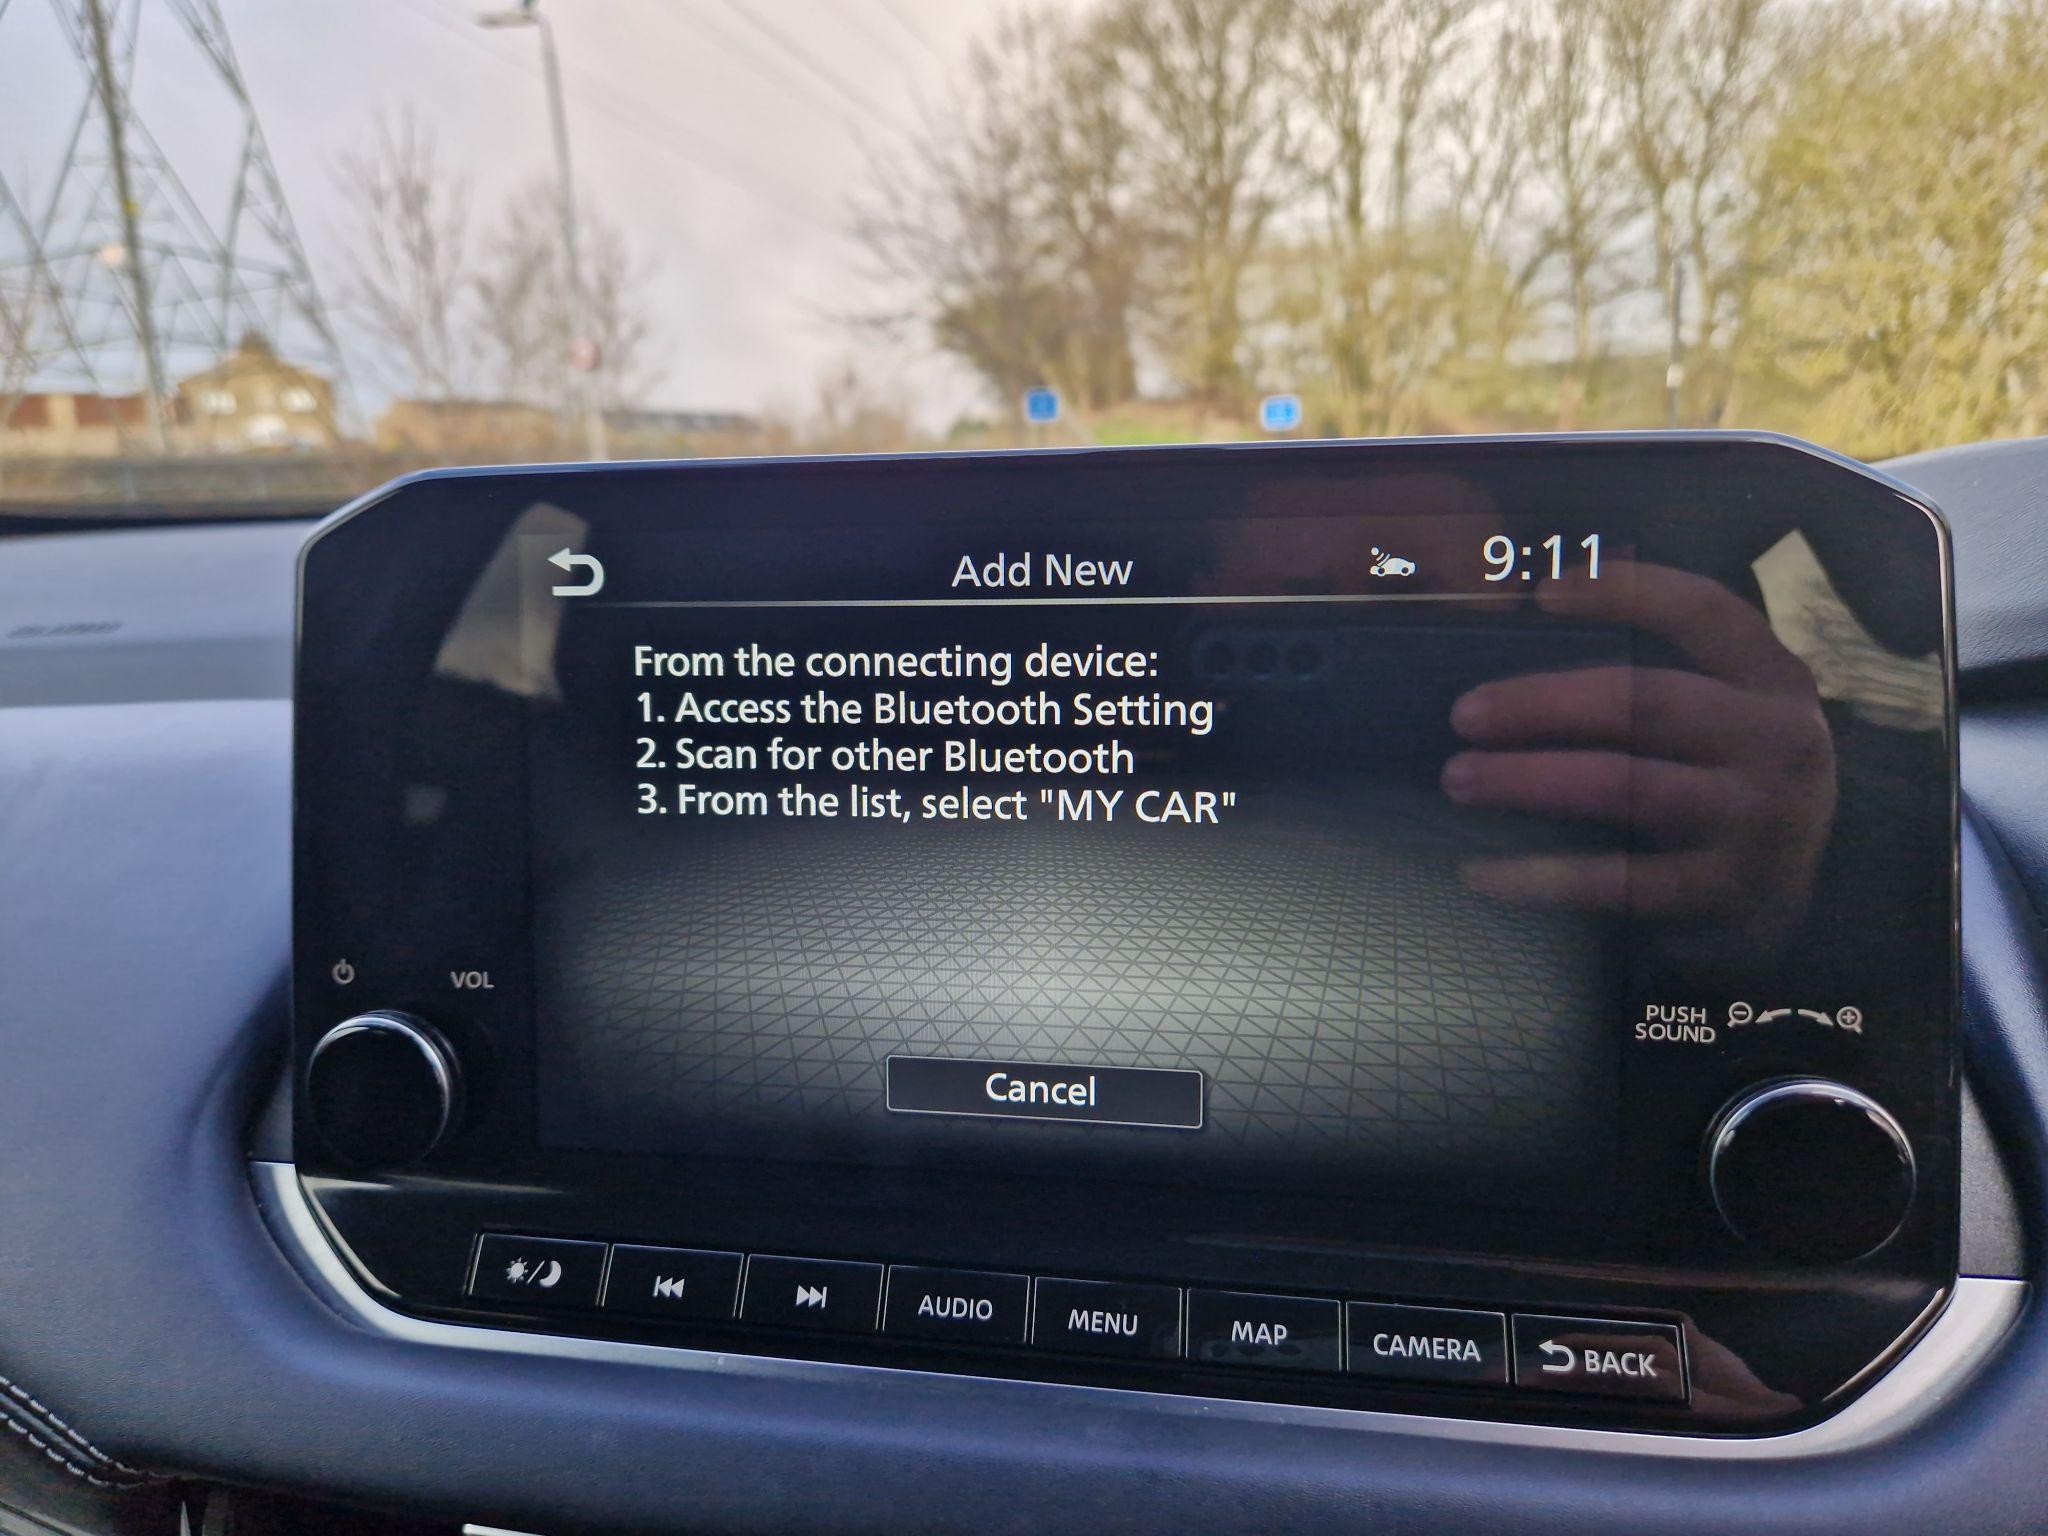 Add New
9:11
From the connecting device:
1. Access the Bluetooth Setting
2. Scan for other Bluetooth
3. From the list, select "MY CAR"
VOL
PUSH
SOUND
Cancel
AUDIO
MENU
MAP
CAMERA
BACK